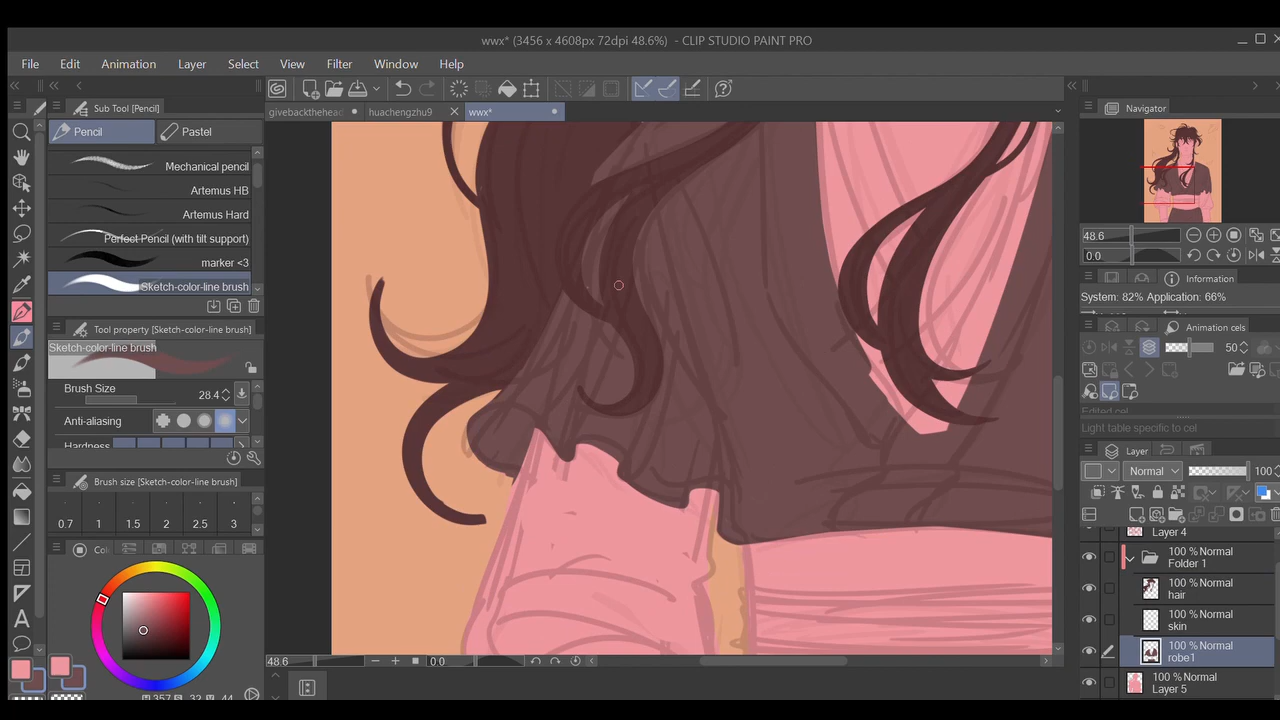 wwx* (3456 x 4608px 72dpi 48.6%) - CLIP STUDIO PAINT PRO
File Edit Animation Layer Select View Filter Window Help
Sub Tool [Pencil]
givebackthehead huachengzhu9 wwx*
Navigator
Pencil Pastel
Mechanical pencil
Artemus HB
Artemus Hard
Perfect Pencil (with tilt support)
marker <3
Sketch-color-line brush
48.6
0.0
Information
System: 82% Application: 66%
Tool property [Sketch-color-line brush]
Sketch-color-line brush
Animation cels
50
Brush Size 28.4
Anti-aliasing
Hardness
Edited cel
Light table specific to cel
Layer
Normal 100
Brush size [Sketch-color-line brush]
0.7 1 1.5 2 2.5 3
Layer 4
100 % Normal
Folder 1
100 % Normal
hair
100 % Normal
skin
100 % Normal
robe1
100 % Normal
Layer 5
48.6 0.0
H 357 S 32 44